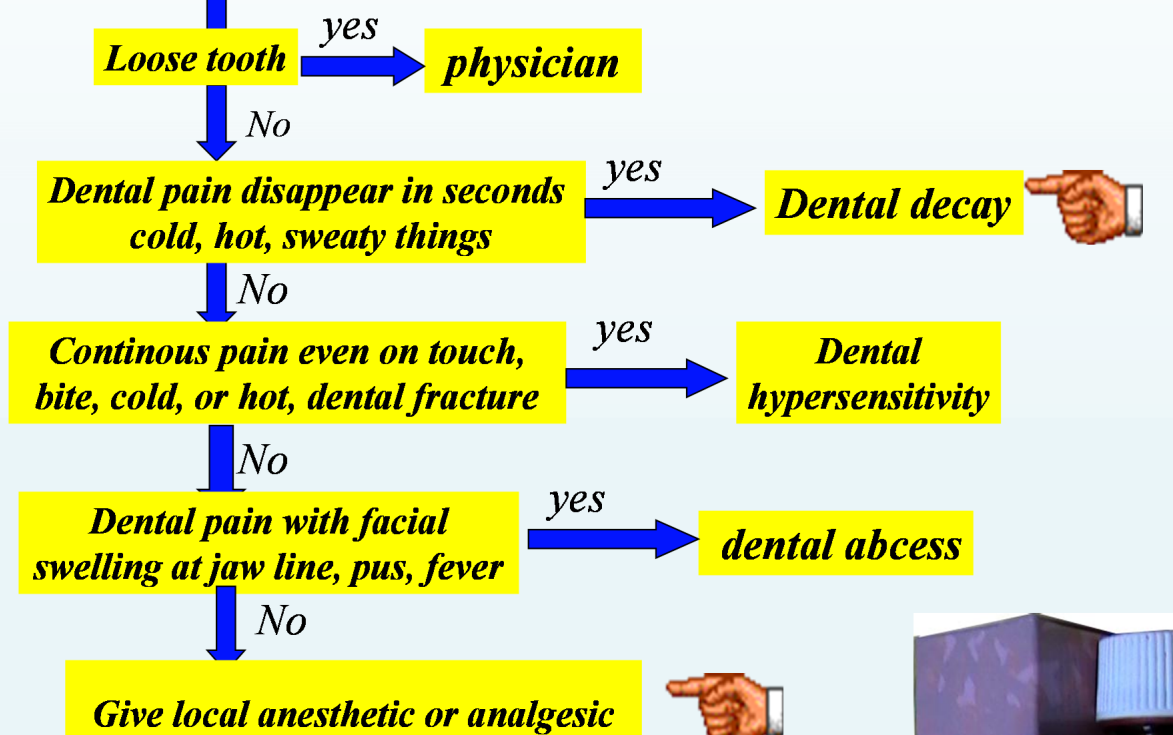 yes
Loose tooth
physician
No
Dental pain disappear in seconds
cold, hot, sweaty things
yes
Dental decay
No
Continous pain even on touch,
bite, cold, or hot, dental fracture
yes
Dental
hypersensitivity
No
Dental pain with facial
swelling at jaw line, pus, fever
yes
dental abcess
No
Give local anesthetic or analgesic